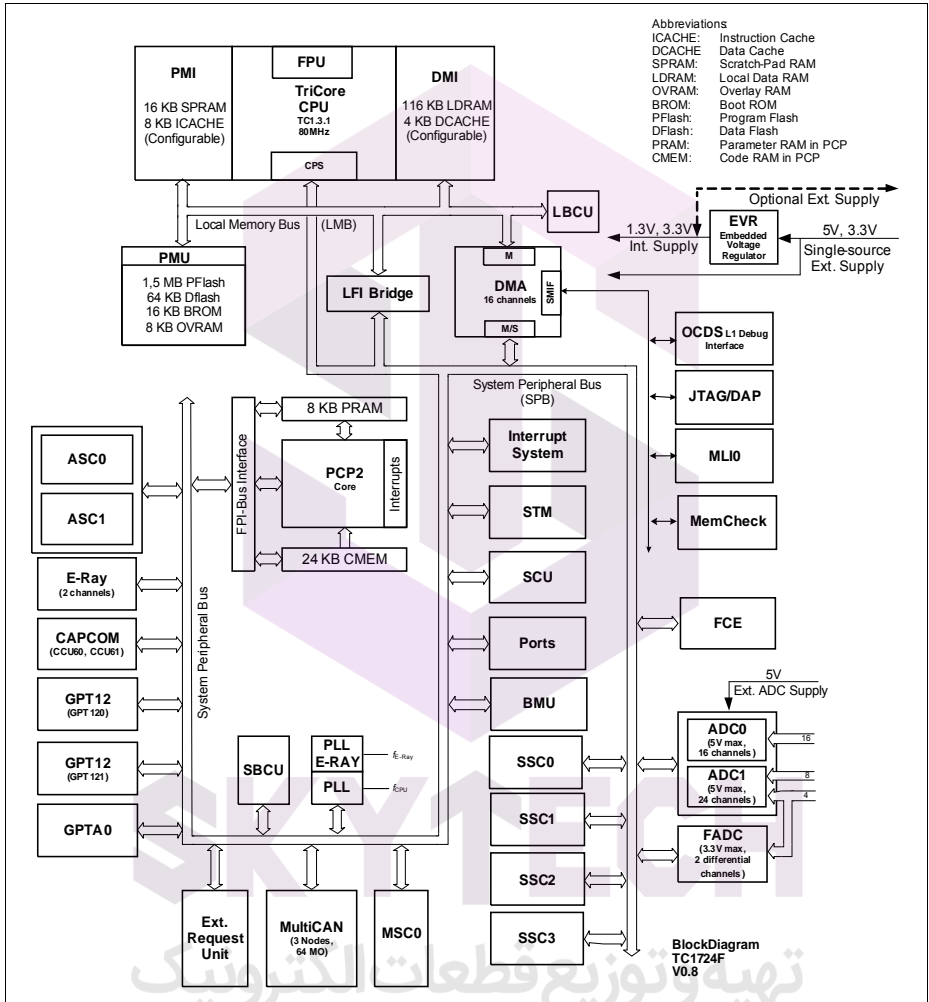 Abbreviations:
ICACHE: Instruction Cache
DCACHE Data Cache
SPRAM: Scratch-Pad RAM
LDRAM: Local Data RAM
OVRAM: Overlay RAM
BROM: Boot ROM
PFlash: Program Flash
DFlash: Data Flash
PRAM: Parameter RAM in PCP
CMEM: Code RAM in PCP
PMI
16 KB SPRAM
8 KB ICACHE
(Configurable)
FPU
TriCore
CPU
TC1.3.1
80MHz
CPS
DMI
116 KB LDRAM
4 KB DCACHE
(Configurable)
Local Memory Bus (LMB)
LBCU
Optional Ext. Supply
1.3V, 3.3V
Int. Supply
EVR
Embedded
Voltage
Regulator
5V, 3.3V
Single-source
Ext. Supply
PMU
1,5 MB PFlash
64 KB Dflash
16 KB BROM
8 KB OVRAM
LFI Bridge
M
DMA
16 channels
SMIF
M/S
OCDS L1 Debug
Interface
JTAG/DAP
MLI0
MemCheck
System Peripheral Bus
(SPB)
FPI-Bus Interface
8 KB PRAM
PCP2
Core
Interrupts
24 KB CMEM
Interrupt
System
STM
SCU
Ports
BMU
FCE
ASC0
ASC1
E-Ray
(2 channels)
CAPCOM
(CCU60, CCU61)
GPT12
(GPT120)
GPT12
(GPT121)
GPTA0
System Peripheral Bus
SBCU
PLL
E-RAY
fE-Ray
PLL
fCPU
SSC0
SSC1
SSC2
SSC3
5V
Ext. ADC Supply
ADC0
(5V max,
16 channels)
16
ADC1
(5V max,
24 channels)
8
4
FADC
(3.3V max,
2 differential
channels)
Ext.
Request
Unit
MultiCAN
(3 Nodes,
64 MO)
MSC0
BlockDiagram
TC1724F
V0.8
SKYTECH
تهیه و توزیع قطعات الکترونیک